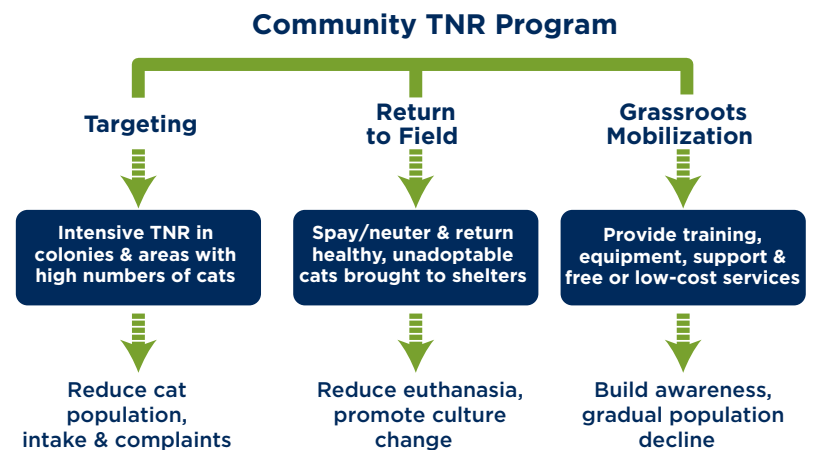 Community TNR Program
Targeting
Return
to Field
Grassroots
Mobilization
Intensive TNR in
colonies & areas with
high numbers of cats
Spay/neuter & return
healthy, unadoptable
cats brought to shelters
Provide training,
equipment, support &
free or low-cost services
Reduce cat
population,
intake & complaints
Reduce euthanasia,
promote culture
change
Build awareness,
gradual population
decline